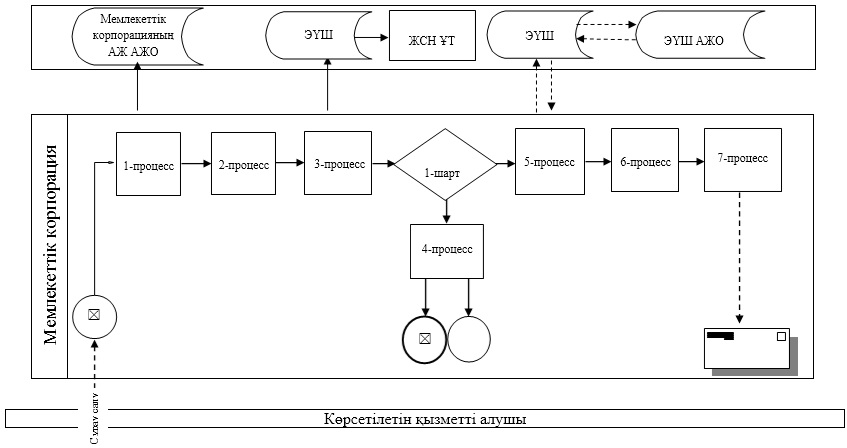 Мемлекеттік
корпорацияның
АЖ АЖО
ЭҮШ
ЖСН ҰТ
ЭҮШ
ЭҮШ АЖО
Мемлекеттік корпорация
1-процесс
2-процесс
3-процесс
1-шарт
5-процесс
6-процесс
7-процесс
4-процесс
Сұрау салу
Көрсетілетін қызметті алушы